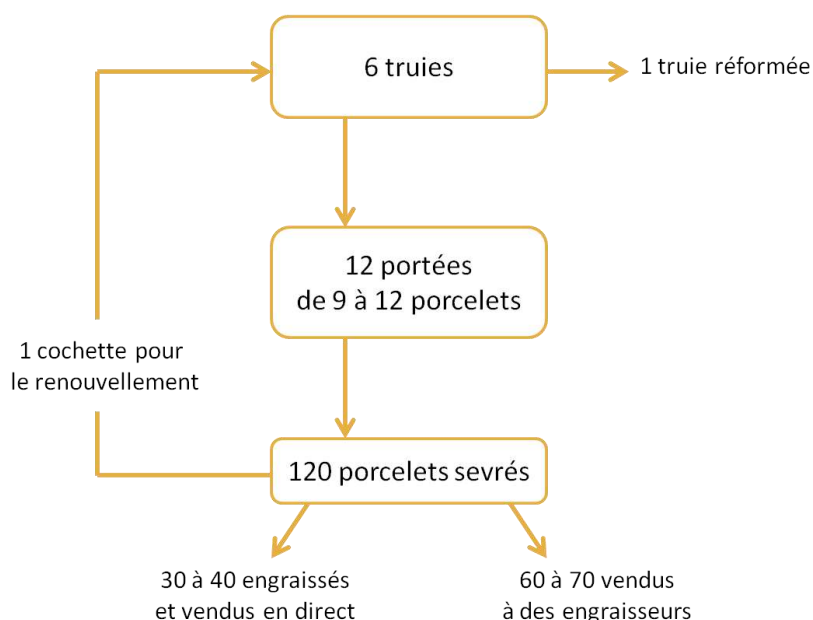 6 truies
1 truie réformée
12 portées
de 9 à 12 porcelets
1 cochette pour
le renouvellement
120 porcelets sevrés
30 à 40 engraissés
et vendus en direct
60 à 70 vendus
à des engraisseurs